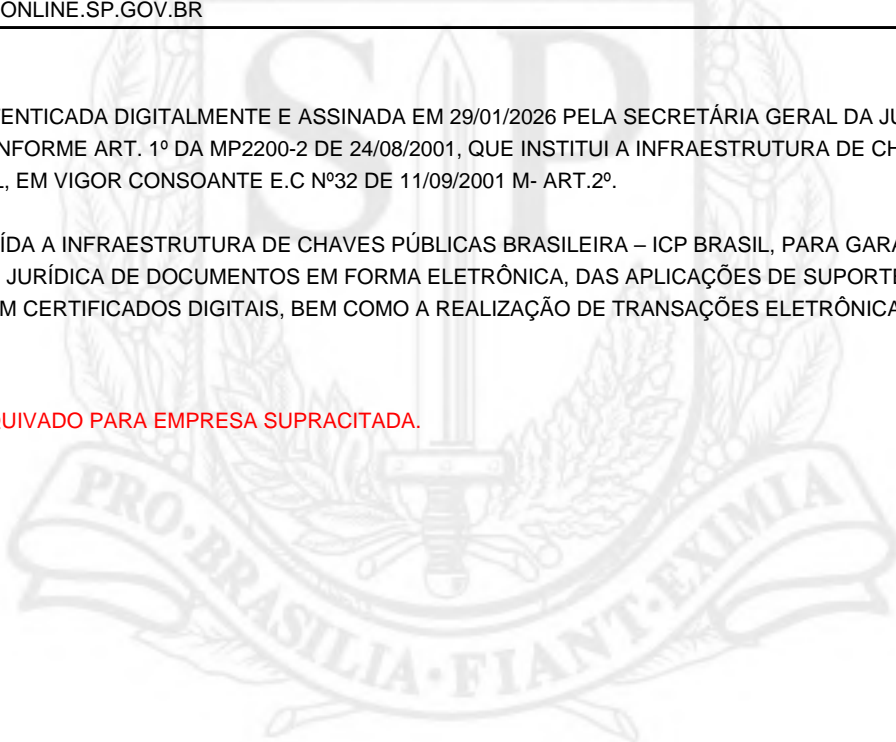 ONLINE.SP.GOV.BR
ENTICADA DIGITALMENTE E ASSINADA EM 29/01/2026 PELA SECRETÁRIA GERAL DA JU
NFORME ART. 1º DA MP2200-2 DE 24/08/2001, QUE INSTITUI A INFRAESTRUTURA DE CH
L, EM VIGOR CONSOANTE E.C Nº32 DE 11/09/2001 M- ART.2º.
ÍDA A INFRAESTRUTURA DE CHAVES PÚBLICAS BRASILEIRA – ICP BRASIL, PARA GARA
JURÍDICA DE DOCUMENTOS EM FORMA ELETRÔNICA, DAS APLICAÇÕES DE SUPORTE
M CERTIFICADOS DIGITAIS, BEM COMO A REALIZAÇÃO DE TRANSAÇÕES ELETRÔNICA
QUIVADO PARA EMPRESA SUPRACITADA.
SP
PRO·BRASILIA·FIANT·EXIMIA